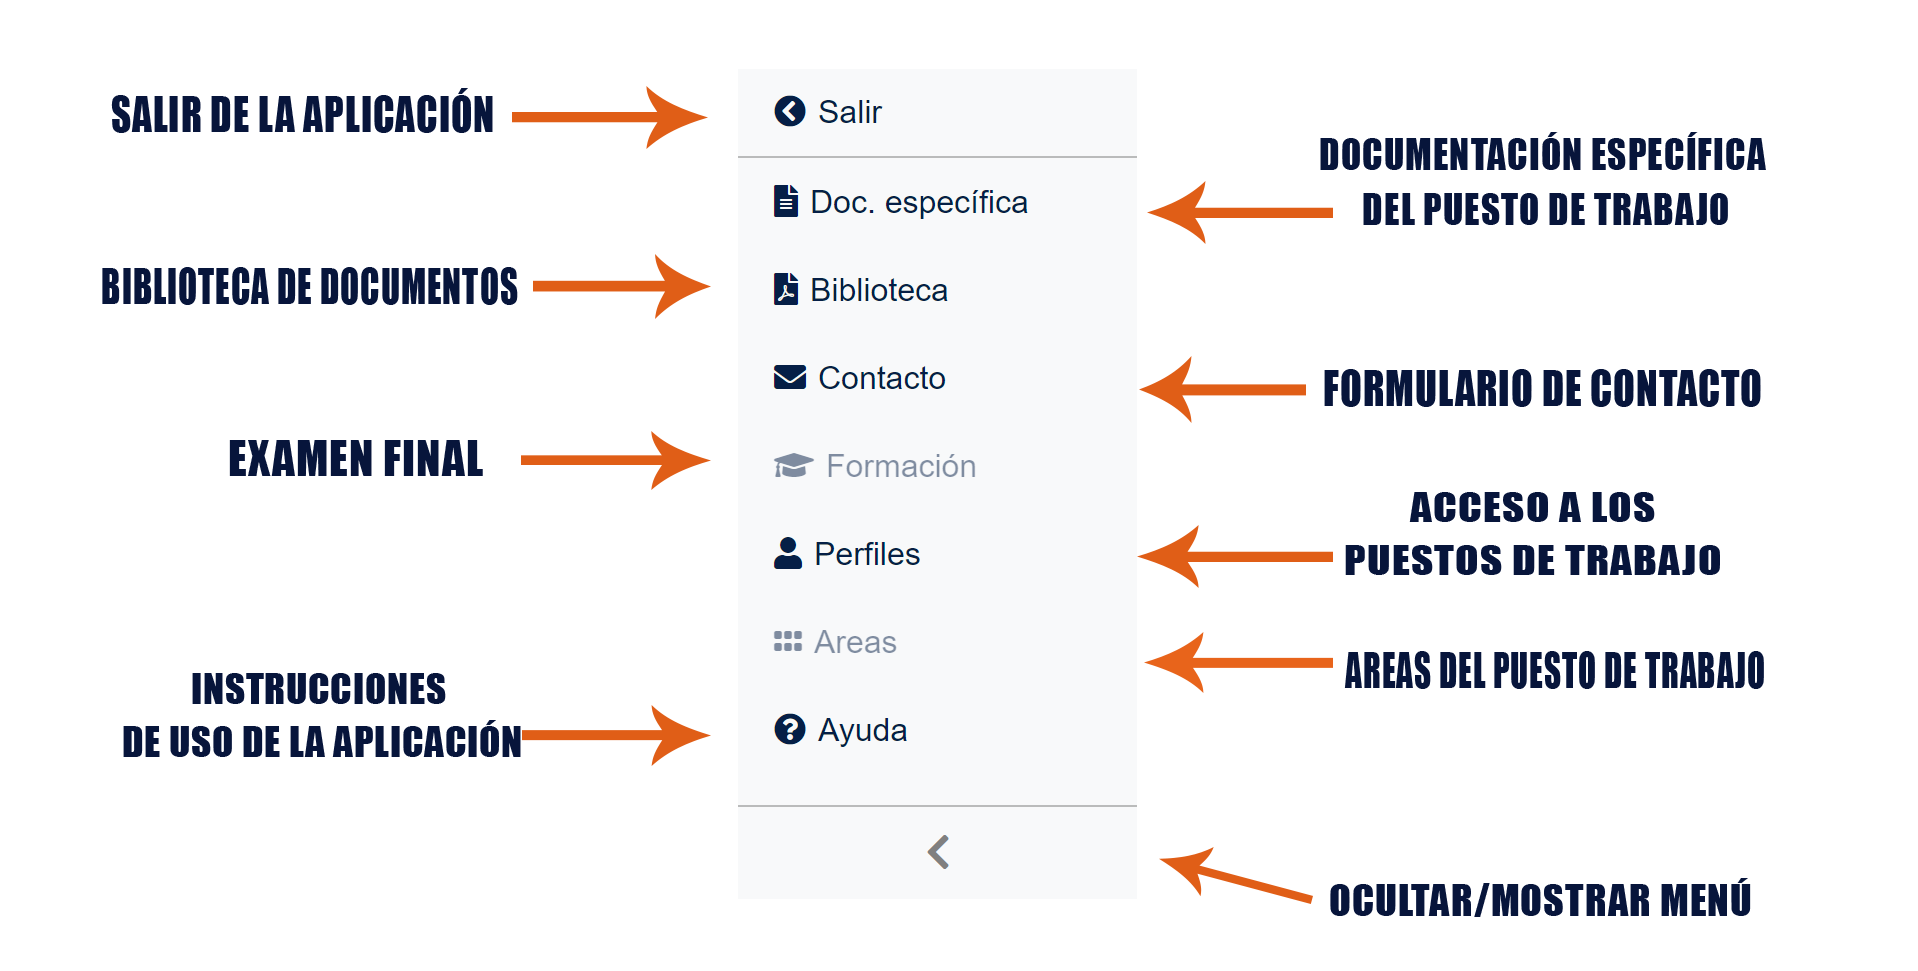 SALIR DE LA APLICACIÓN
Salir
DOCUMENTACIÓN ESPECÍFICA
DEL PUESTO DE TRABAJO
Doc. específica
BIBLIOTECA DE DOCUMENTOS
Biblioteca
Contacto
FORMULARIO DE CONTACTO
EXAMEN FINAL
Formación
ACCESO A LOS
PUESTOS DE TRABAJO
Perfiles
Areas
AREAS DEL PUESTO DE TRABAJO
INSTRUCCIONES
DE USO DE LA APLICACIÓN
Ayuda
OCULTAR/MOSTRAR MENÚ